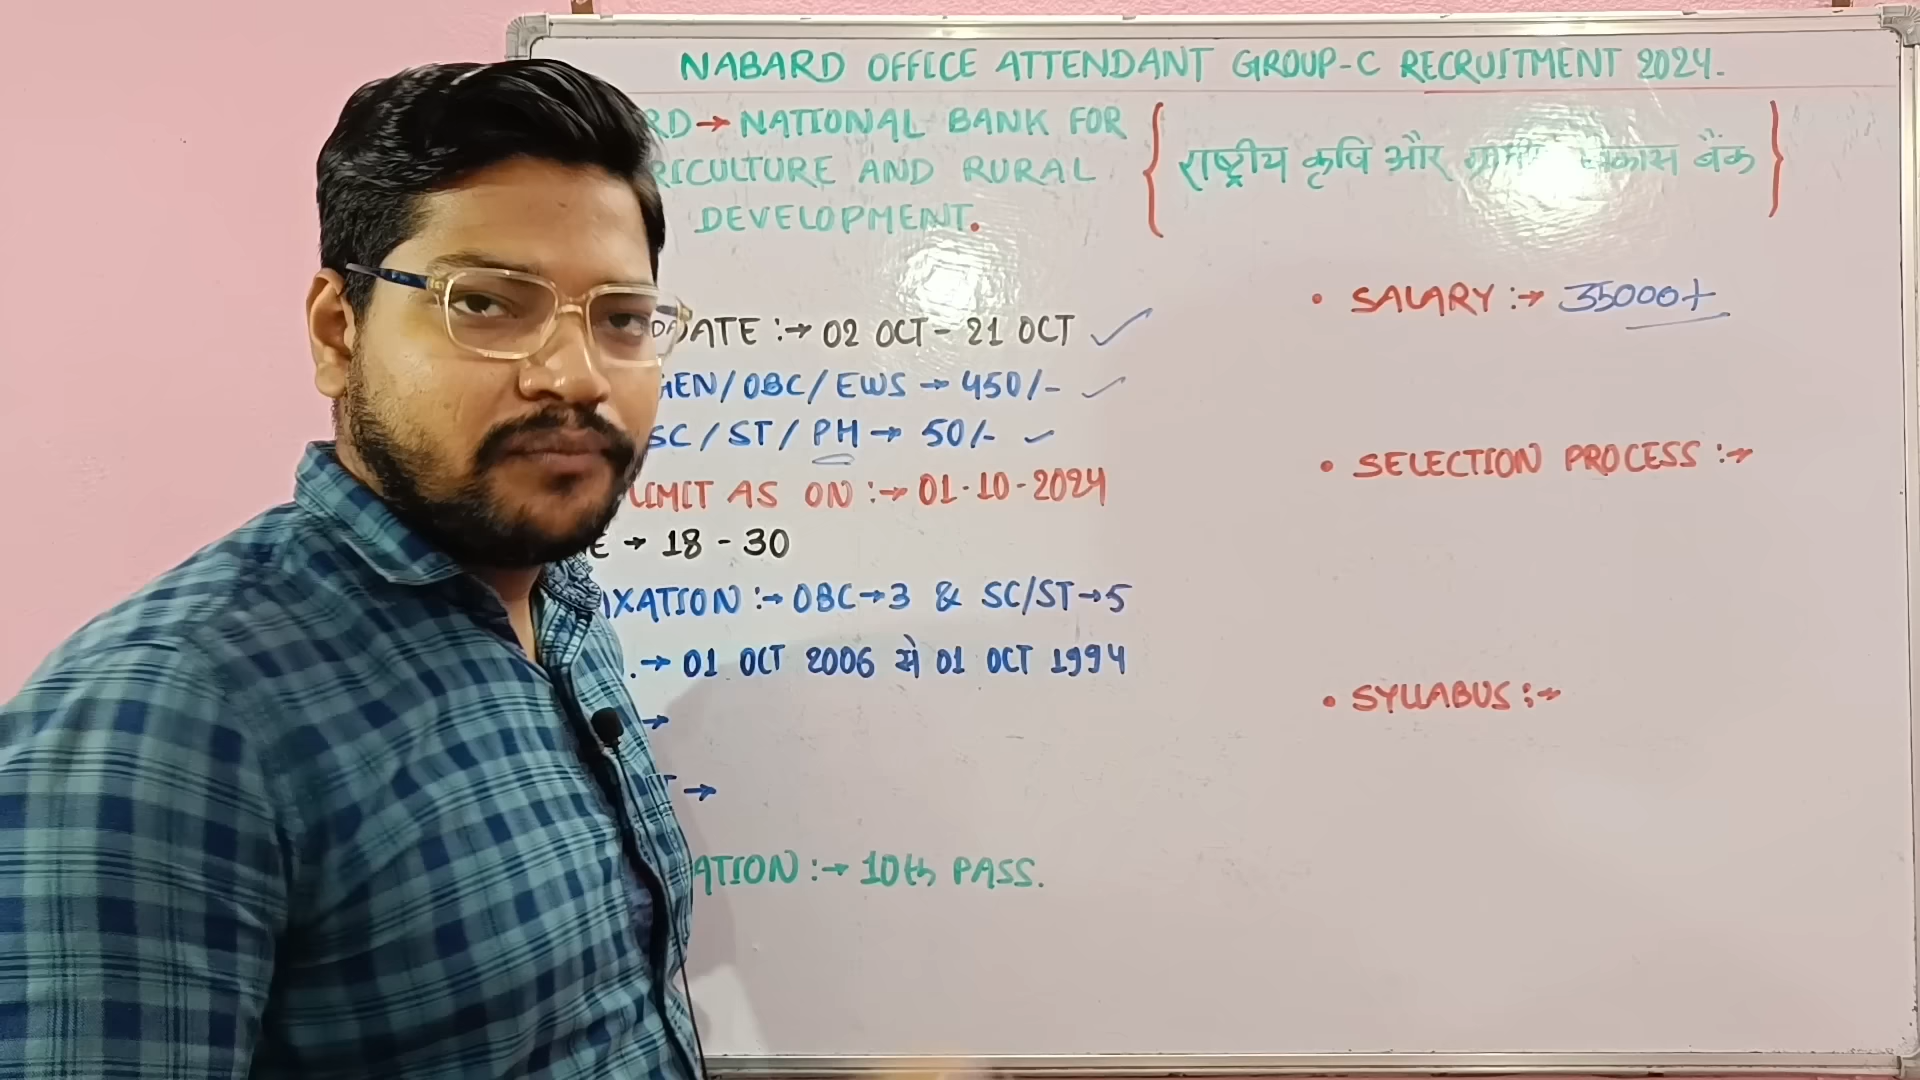 NABARD OFFICE ATTENDANT GROUP-C RECRUITMENT 2024.
RD → NATIONAL BANK FOR
RICULTURE AND RURAL
DEVELOPMENT.
{ राष्ट्रीय कृषि और विकास बैंक }
DATE :→ 02 OCT - 21 OCT ✓
GEN/OBC/EWS → 450/- ✓
SC/ST/PH → 50/- ✓
LIMIT AS ON :→ 01-10-2024
E → 18 - 30
XATION :→ OBC→3 & SC/ST→5
.→ 01 OCT 2006 से 01 OCT 1994
→
T →
ATION :→ 10th PASS.
• SALARY :→ 35000+
• SELECTION PROCESS :→
• SYLLABUS :→